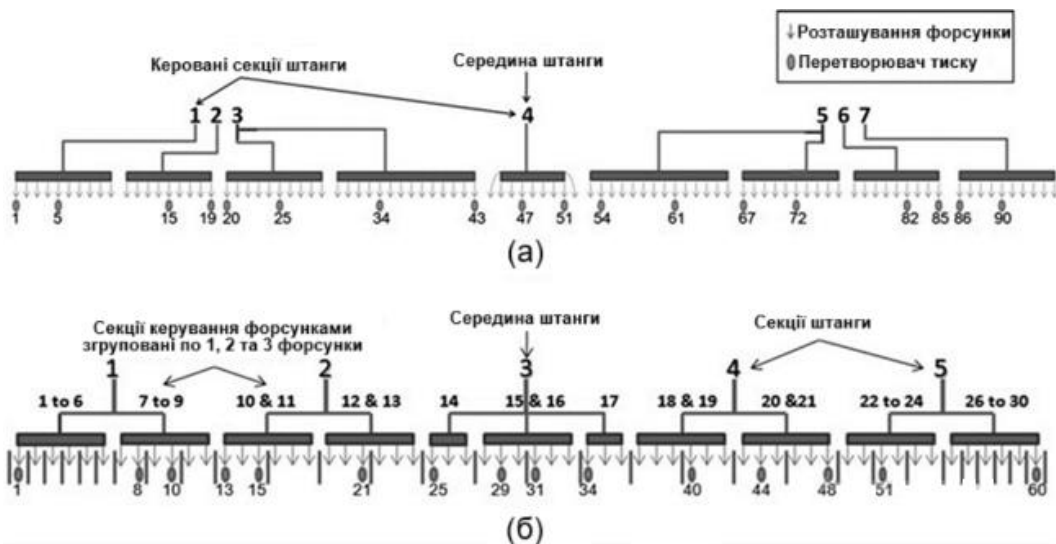 Розташування форсунки
Перетворювач тиску
Керовані секції штанги
Середина штанги
1 2 3 4 5 6 7
1 5 15 19 20 25 34 43 47 51 54 61 67 72 82 85 86 90
(а)
Секції керування форсунками
згруповані по 1, 2 та 3 форсунки
Середина штанги
Секції штанги
1 2 3 4 5
1 to 6 7 to 9 10 & 11 12 & 13 14 15 & 16 17 18 & 19 20 &21 22 to 24 26 to 30
1 8 10 13 15 21 25 29 31 34 40 44 48 51 60
(б)